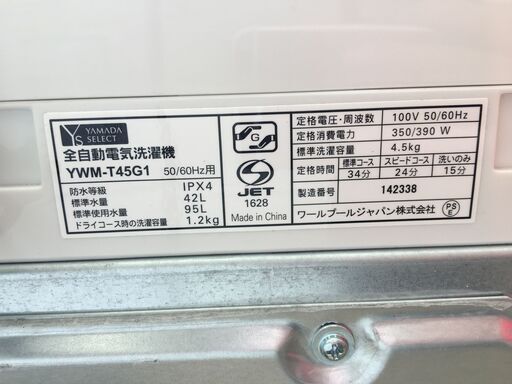 YS YAMADA SELECT
全自動電気洗濯機
YWM-T45G1 50/60Hz用
防水等級 IPX4
標準水量 42L
標準使用水量 95L
ドライコース時の洗濯容量 1.2kg
G
S
JET
1628
Made in China
定格電圧・周波数 100V 50/60Hz
定格消費電力 350/390 W
洗濯容量 4.5kg
定格時間 標準コース スピードコース 洗いのみ
34分 24分 15分
製造番号 142338
ワールプールジャパン株式会社
PS
E